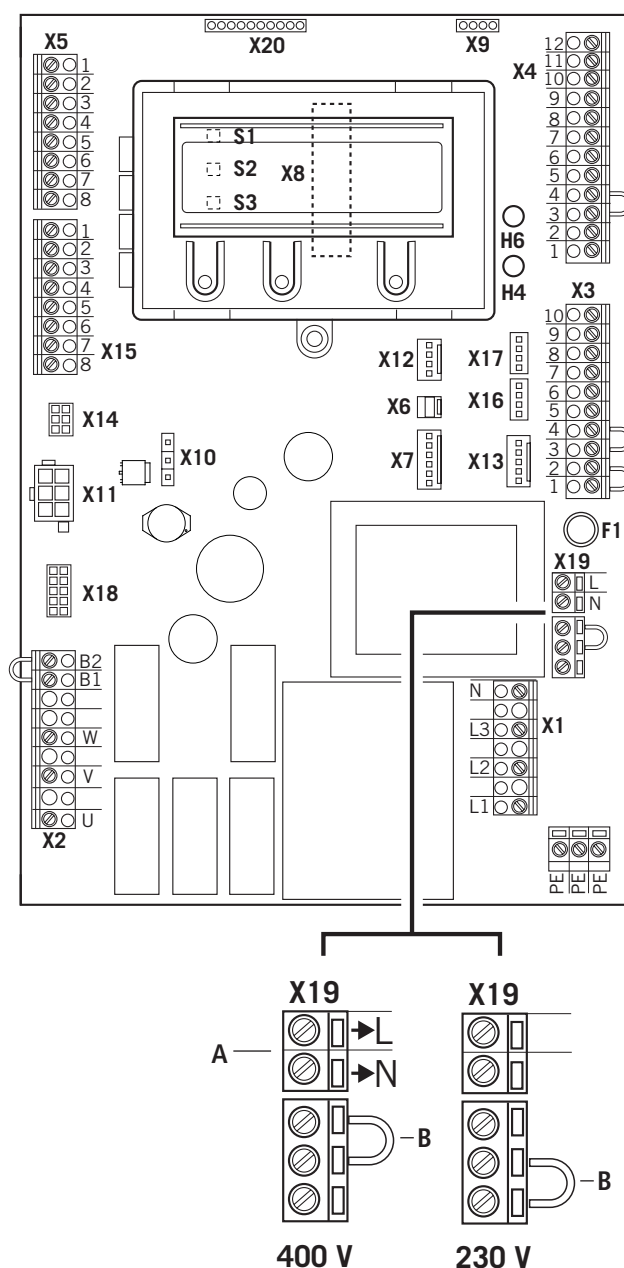 X20
X9
X5
1
2
3
4
5
6
7
8
X4
12
11
10
9
8
7
6
5
4
3
2
1
S1
S2
S3
X8
H6
H4
1
2
3
4
5
6
7
8
X15
X3
10
9
8
7
6
5
4
3
2
1
X12
X17
X6
X16
X7
X13
X14
X10
X11
X18
F1
X19
L
N
B2
B1
W
V
U
X2
N
L3
L2
L1
X1
PE
PE
PE
X19
X19
A
L
N
B
B
400 V
230 V